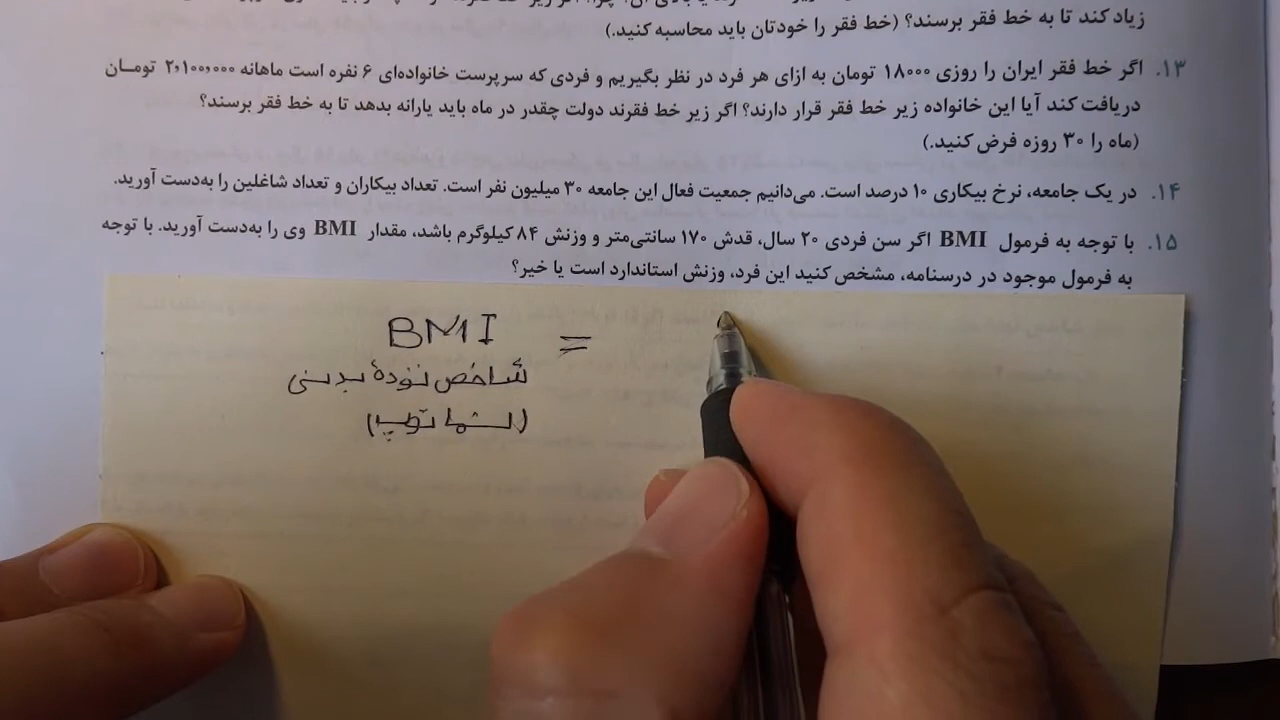 زیاد کند تا به خط فقر برسند؟ (خط فقر را خودتان باید محاسبه کنید.)
۱۳. اگر خط فقر ایران را روزی ۱۸۰۰۰ تومان به ازای هر فرد در نظر بگیریم و فردی که سرپرست خانواده‌ای ۶ نفره است ماهانه ۲,۱۰۰,۰۰۰ تومـان
دریافت کند آیا این خانواده زیر خط فقر قرار دارند؟ اگر زیر خط فقرند دولت چقدر در ماه باید یارانه بدهد تا به خط فقر برسند؟
(ماه را ۳۰ روزه فرض کنید.)
۱۴. در یک جامعه، نرخ بیکاری ۱۰ درصد است. می‌دانیم جمعیت فعال این جامعه ۳۰ میلیون نفر است. تعداد بیکاران و تعداد شاغلین را به‌دست آورید.
۱۵. با توجه به فرمول BMI اگر سن فردی ۲۰ سال، قدش ۱۷۰ سانتی‌متر و وزنش ۸۴ کیلوگرم باشد، مقدار BMI وی را به‌دست آورید. با توجه
به فرمول موجود در درسنامه، مشخص کنید این فرد، وزنش استاندارد است یا خیر؟
BMI =
شاخص تودهٔ بدنی